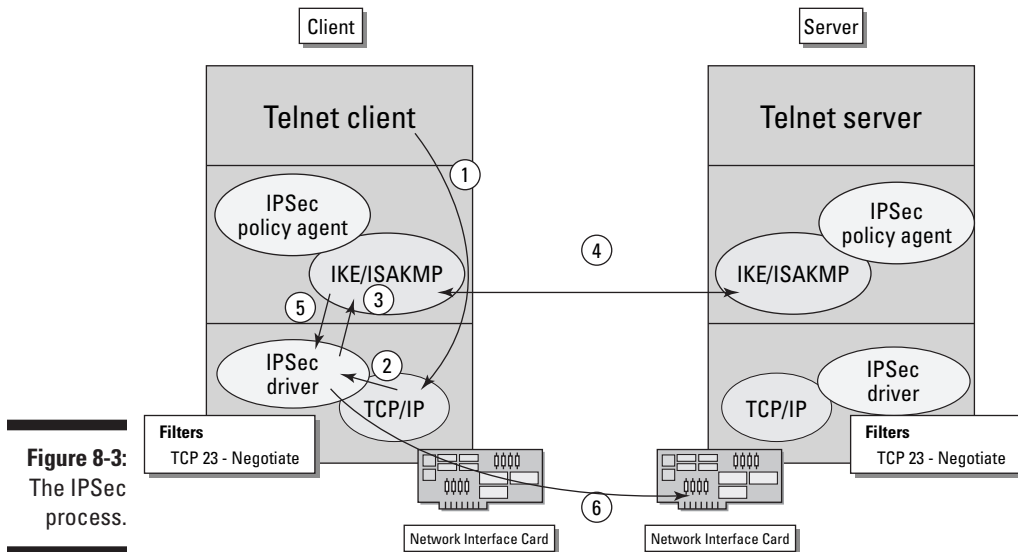 Client
Server
Telnet client
Telnet server
1
IPSec
policy agent
IPSec
policy agent
4
IKE/ISAKMP
IKE/ISAKMP
5
3
IPSec
driver
2
TCP/IP
IPSec
driver
TCP/IP
Filters
TCP 23 - Negotiate
Filters
TCP 23 - Negotiate
Figure 8-3:
The IPSec
process.
6
Network Interface Card
Network Interface Card